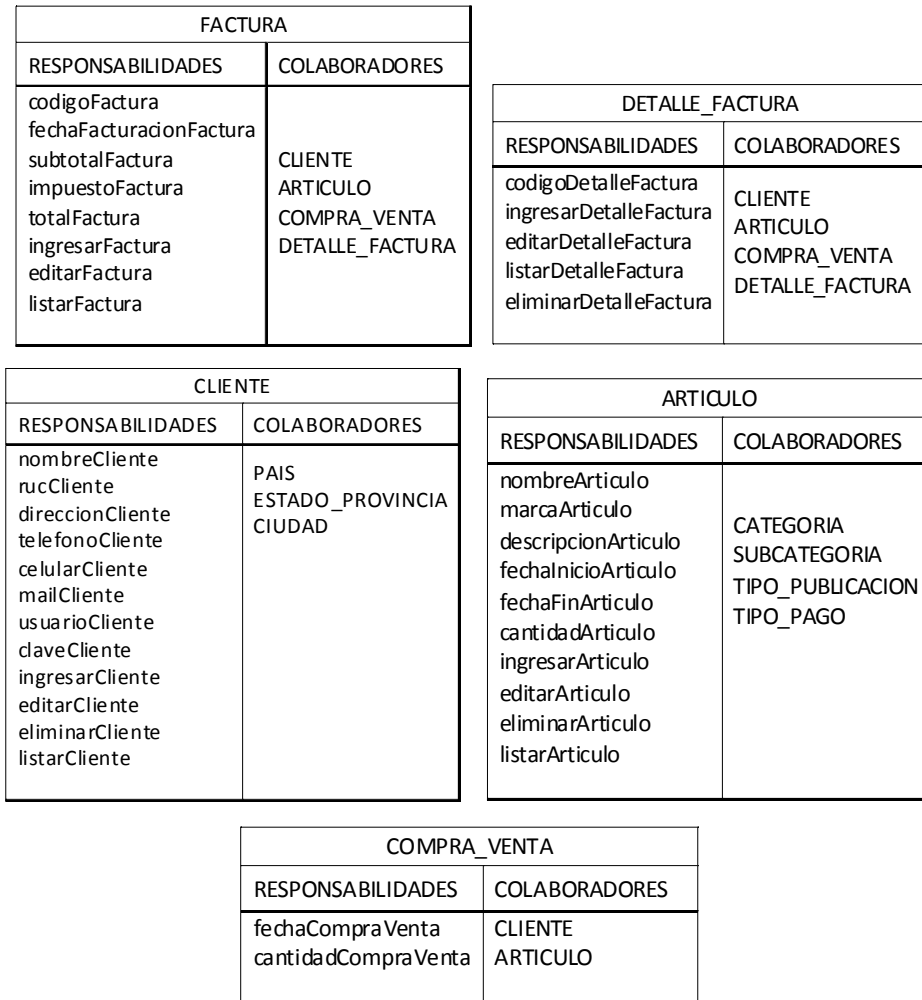 FACTURA
RESPONSABILIDADES
COLABORADORES
codigoFactura
fechaFacturacionFactura
subtotalFactura
impuestoFactura
totalFactura
ingresarFactura
editarFactura
listarFactura
CLIENTE
ARTICULO
COMPRA_VENTA
DETALLE_FACTURA
DETALLE_FACTURA
RESPONSABILIDADES
COLABORADORES
codigoDetalleFactura
ingresarDetalleFactura
editarDetalleFactura
listarDetalleFactura
eliminarDetalleFactura
CLIENTE
ARTICULO
COMPRA_VENTA
DETALLE_FACTURA
CLIENTE
RESPONSABILIDADES
COLABORADORES
nombreCliente
rucCliente
direccionCliente
telefonoCliente
celularCliente
mailCliente
usuarioCliente
claveCliente
ingresarCliente
editarCliente
eliminarCliente
listarCliente
PAIS
ESTADO_PROVINCIA
CIUDAD
ARTICULO
RESPONSABILIDADES
COLABORADORES
nombreArticulo
marcaArticulo
descripcionArticulo
fechaInicioArticulo
fechaFinArticulo
cantidadArticulo
ingresarArticulo
editarArticulo
eliminarArticulo
listarArticulo
CATEGORIA
SUBCATEGORIA
TIPO_PUBLICACION
TIPO_PAGO
COMPRA_VENTA
RESPONSABILIDADES
COLABORADORES
fechaCompraVenta
cantidadCompraVenta
CLIENTE
ARTICULO